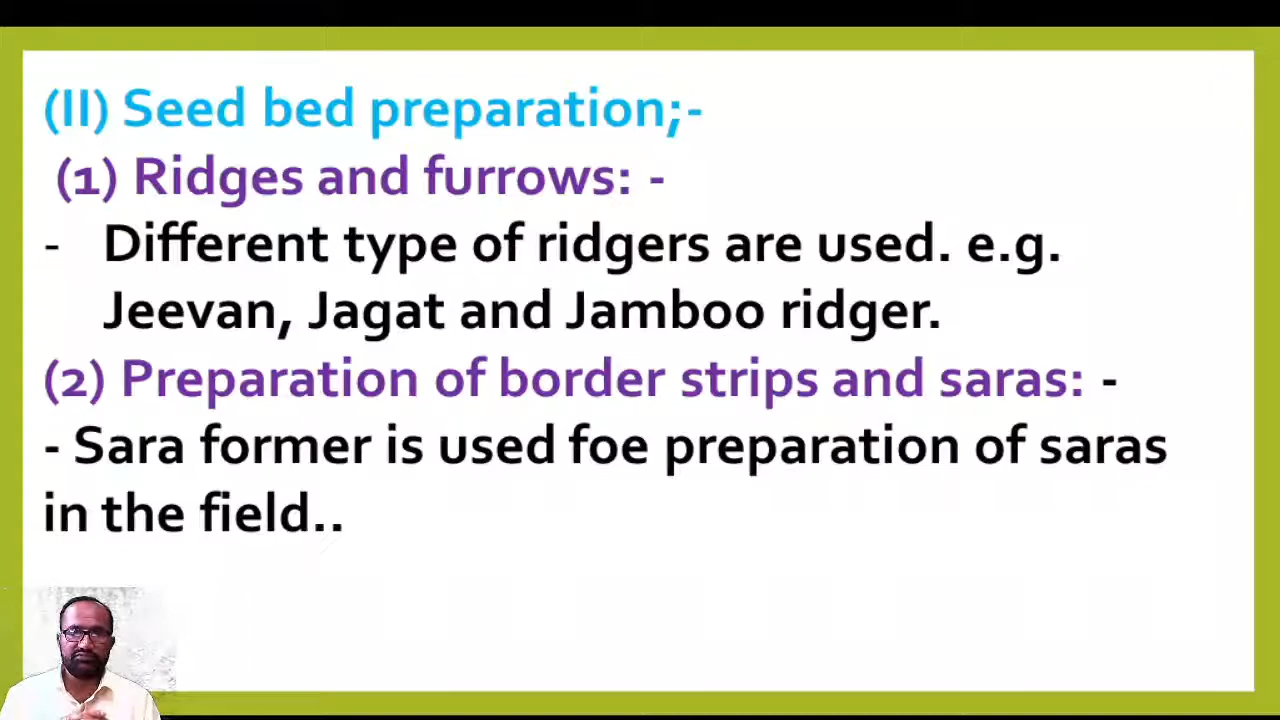 (II) Seed bed preparation;-
(1) Ridges and furrows: -
- Different type of ridgers are used. e.g.
Jeevan, Jagat and Jamboo ridger.
(2) Preparation of border strips and saras: -
- Sara former is used foe preparation of saras
in the field..